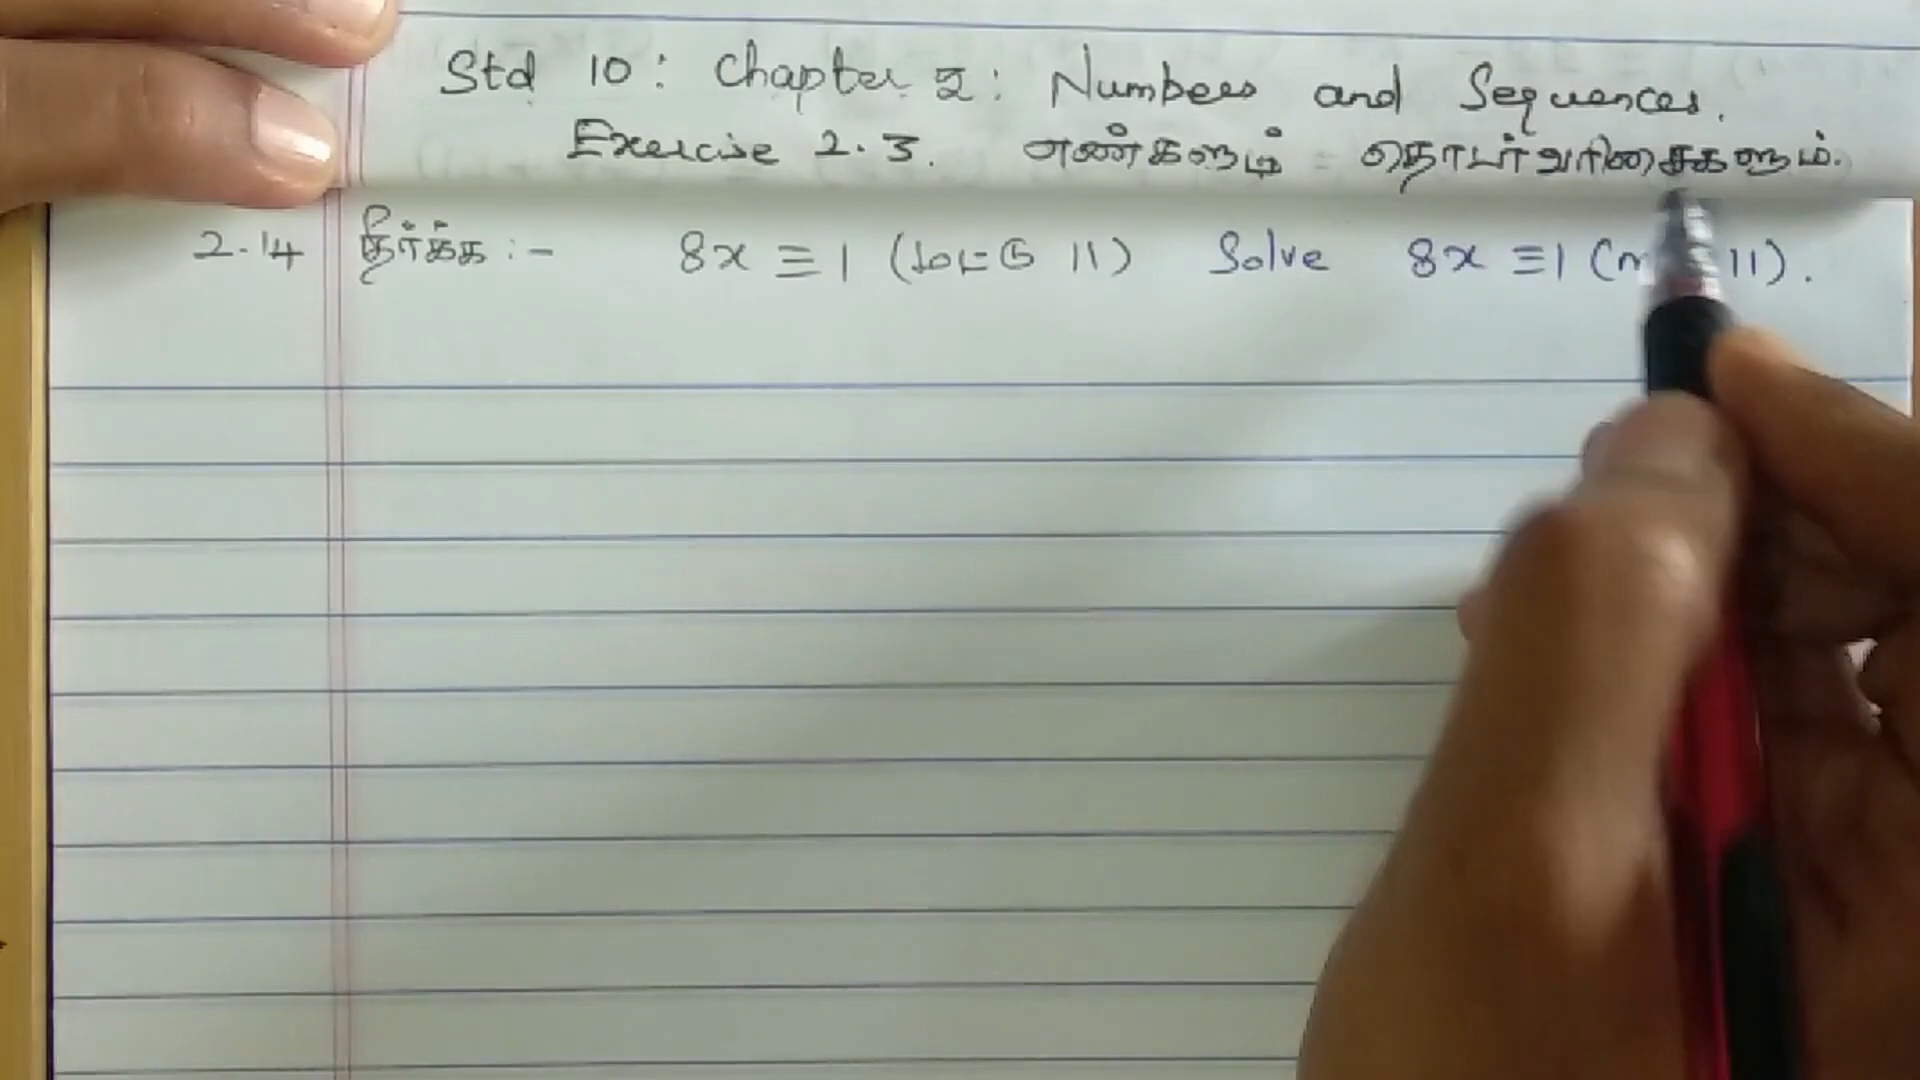 Std 10: Chapter 2: Numbers and Sequences.
Exercise 2.3. எண்களும் தொடர்வரிசைகளும்.
2.14 தீர்க்க :- 8x ≡ 1 (மட்டு 11) Solve 8x ≡ 1 ( 11).